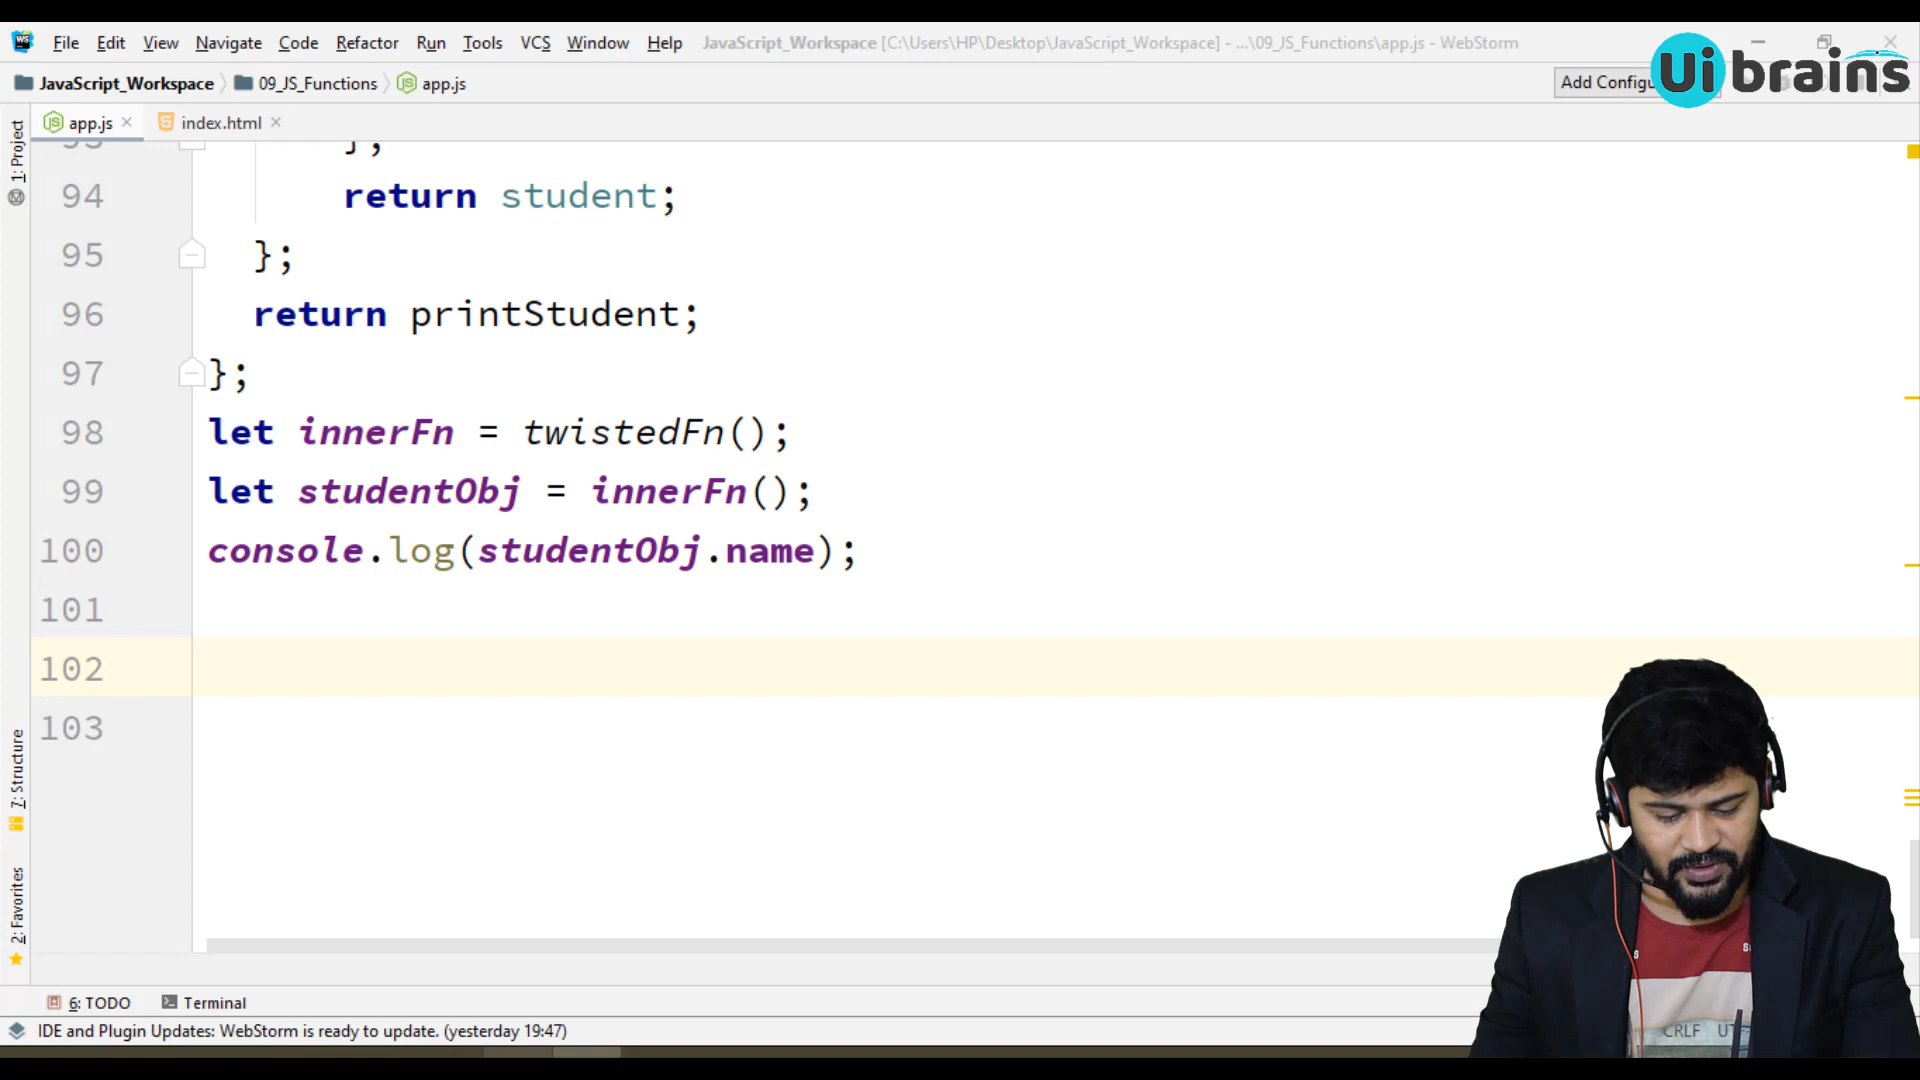 File Edit View Navigate Code Refactor Run Tools VCS Window Help JavaScript_Workspace [C:\Users\HP\Desktop\JavaScript_Workspace] - ...\09_JS_Functions\app.js - WebStorm
JavaScript_Workspace 09_JS_Functions app.js Add Configu
Ui brains
app.js index.html
1: Project
93 };
94 return student;
95 };
96 return printStudent;
97 };
98 let innerFn = twistedFn();
99 let studentObj = innerFn();
100 console.log(studentObj.name);
101
102
103
7: Structure
2: Favorites
6: TODO Terminal
IDE and Plugin Updates: WebStorm is ready to update. (yesterday 19:47) CRLF UTF